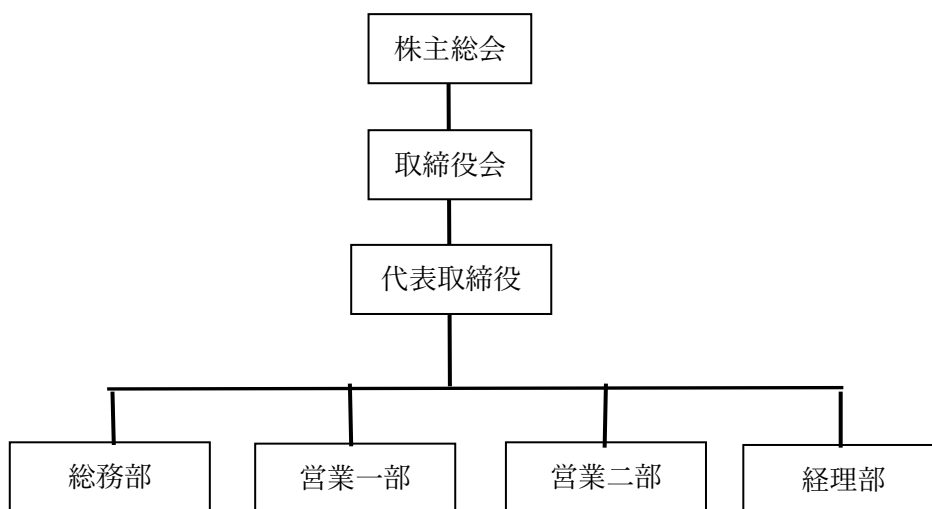 株主総会
取締役会
代表取締役
総務部
営業一部
営業二部
経理部